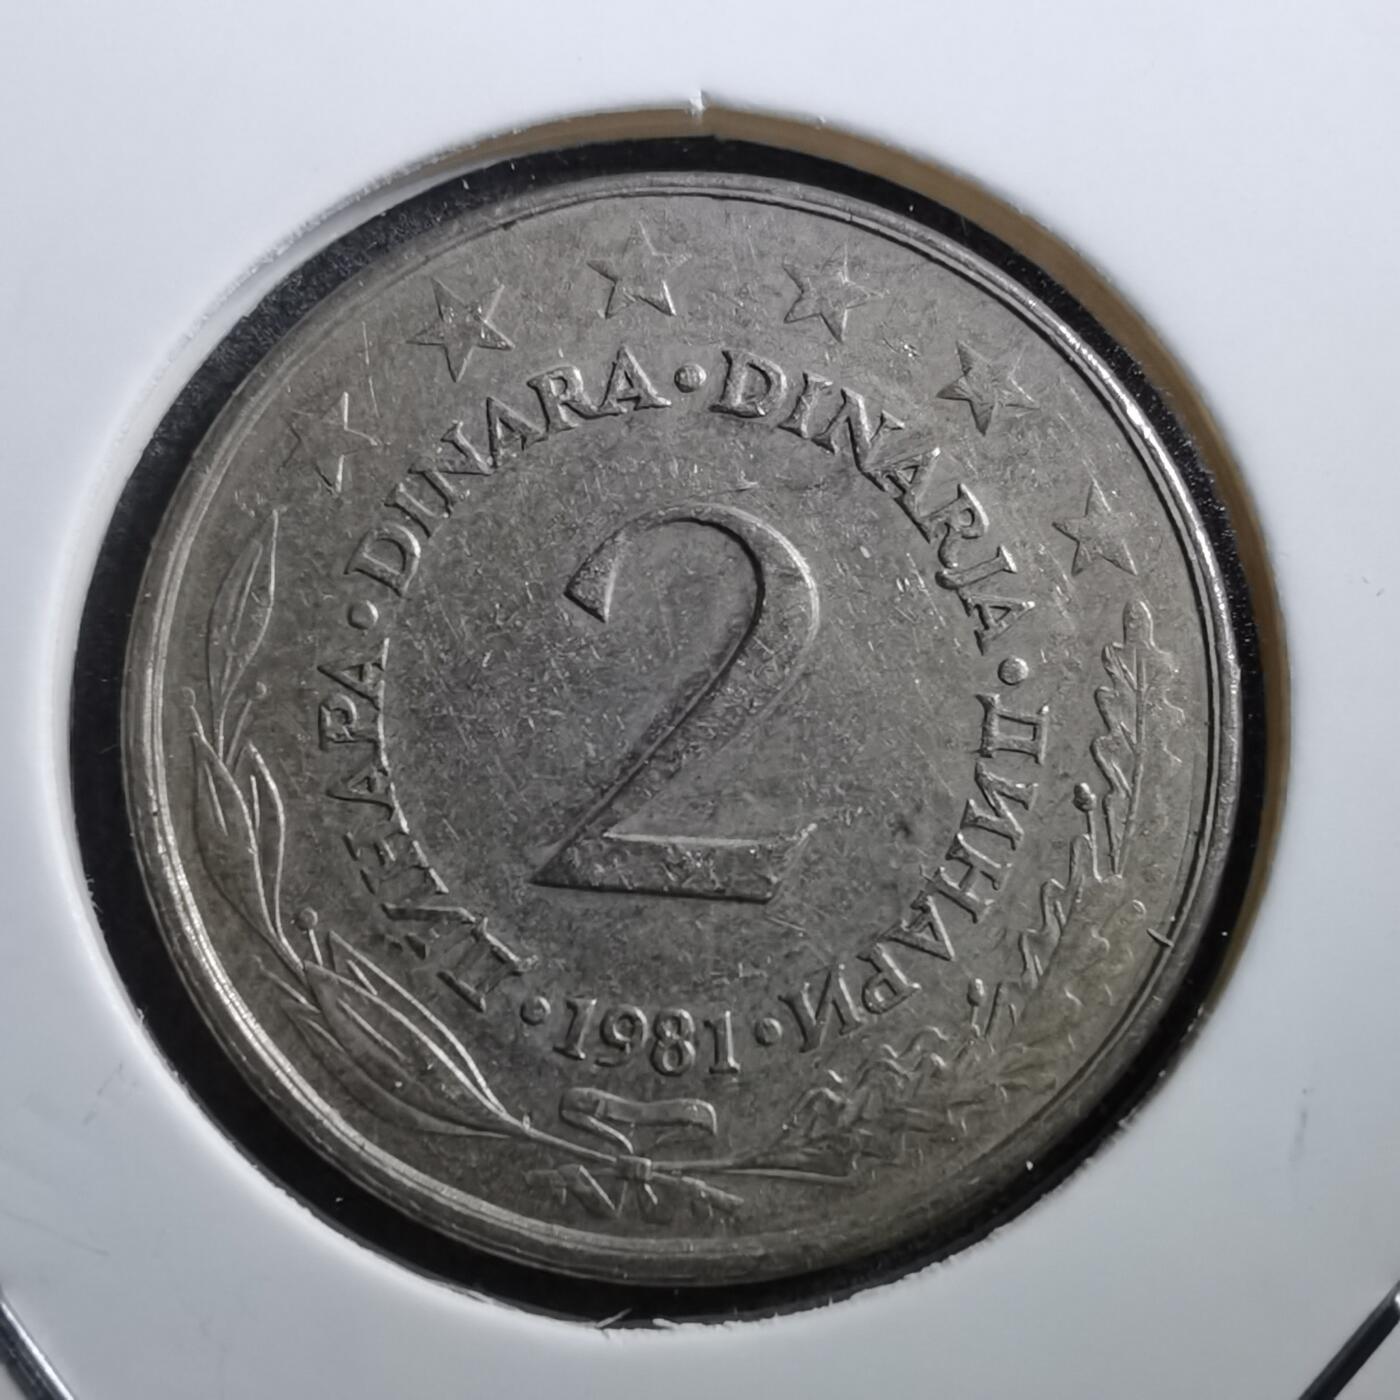 ДИНАРА · DINARA · DINARJA · ДИНАРИ
· 1981 ·
2